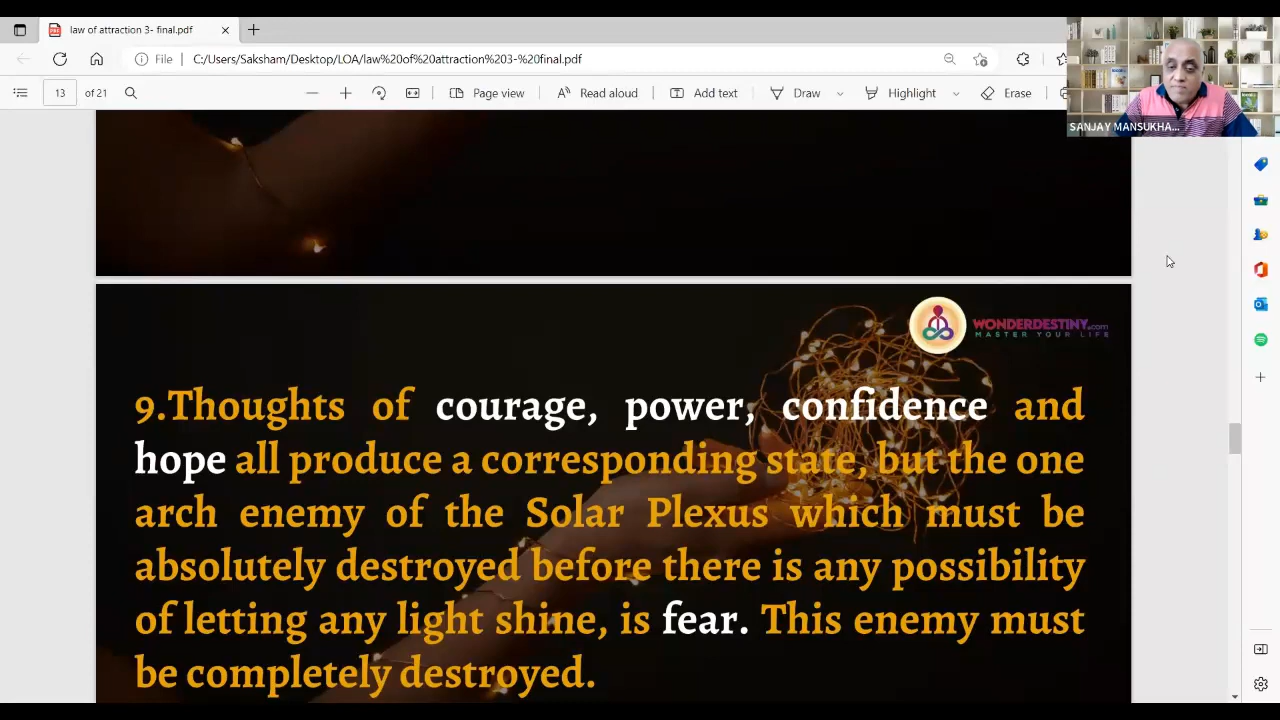 law of attraction 3- final.pdf
File
C:/Users/Saksham/Desktop/LOA/law%20of%20attraction%203-%20final.pdf
13 of 21
Page view
Read aloud
Add text
Draw
Highlight
Erase
SANJAY MANSUKHA...
WONDERDESTINY.com
MASTER YOUR LIFE
9.Thoughts of courage, power, confidence and
hope all produce a corresponding state, but the one
arch enemy of the Solar Plexus which must be
absolutely destroyed before there is any possibility
of letting any light shine, is fear. This enemy must
be completely destroyed.